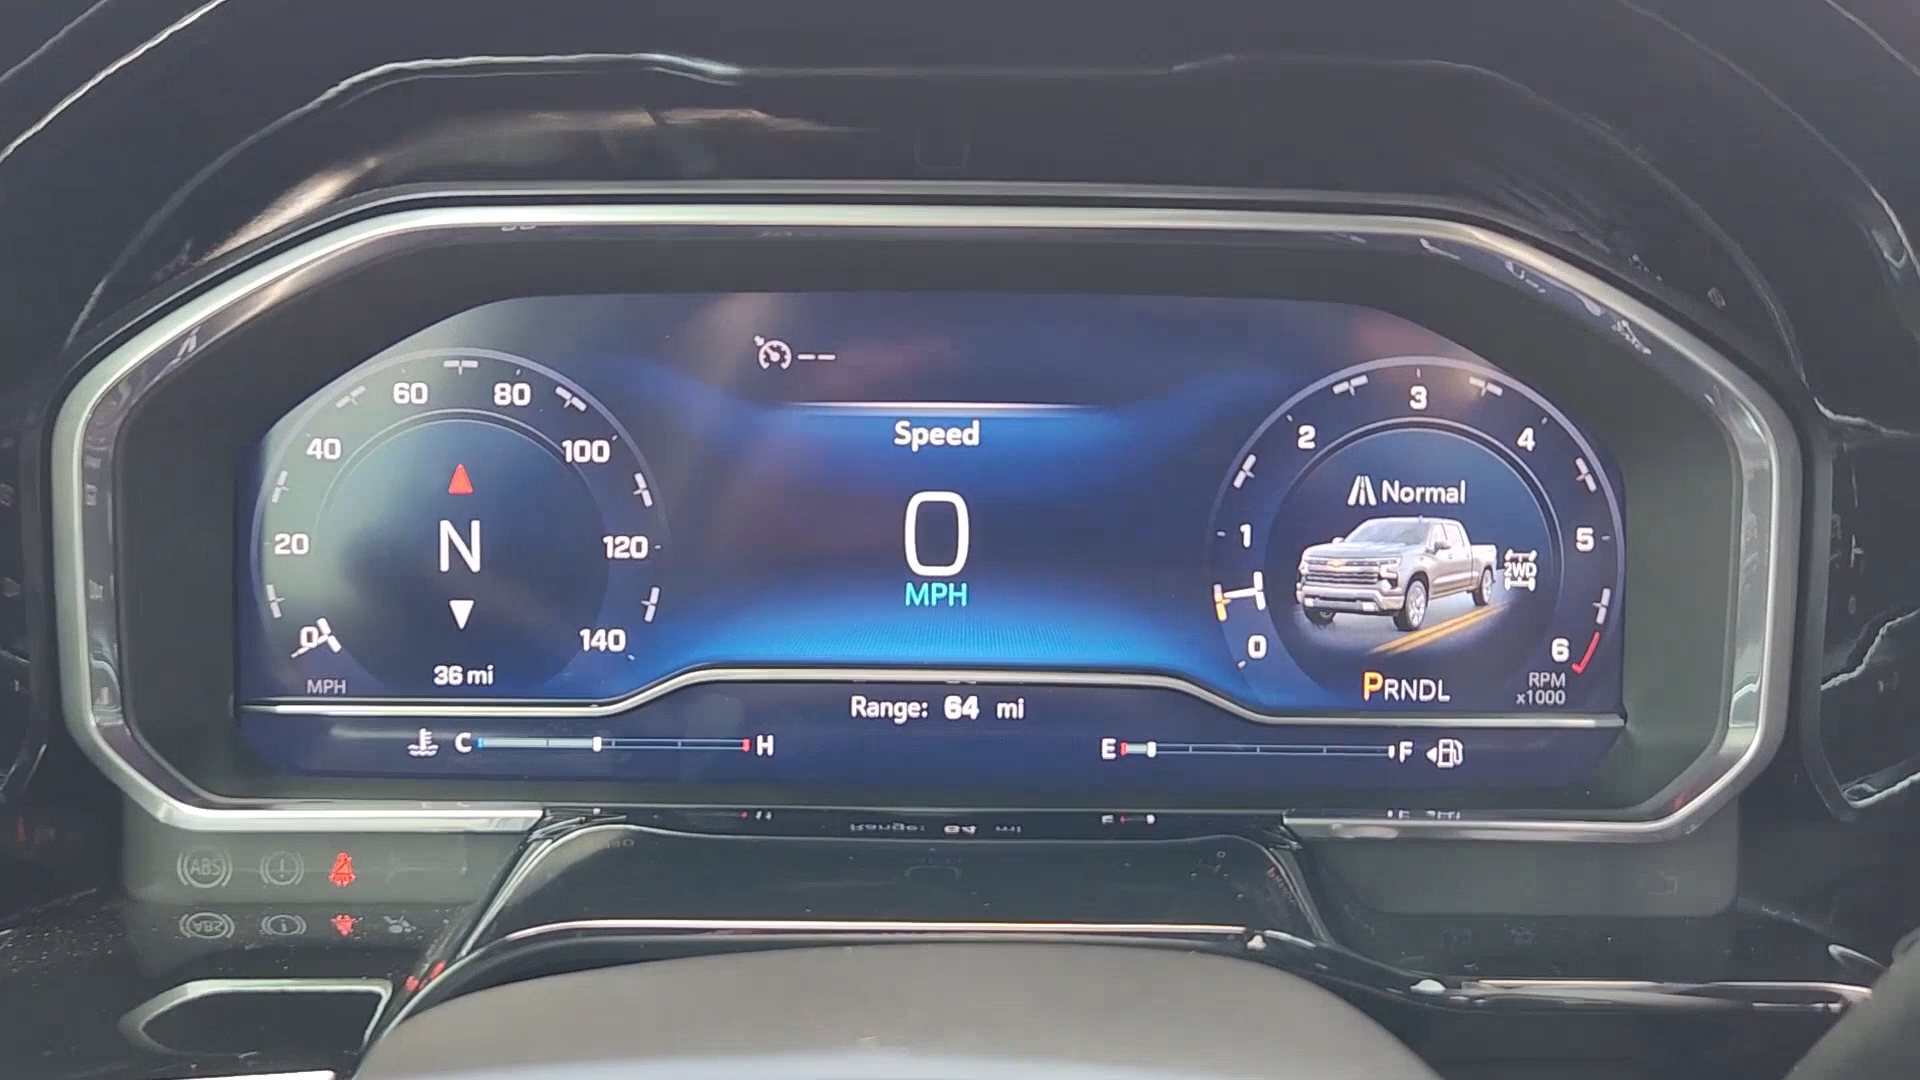 --
60 80
3
Speed
40 100
2 4
Normal
N
0
1 5
20 120
2WD
MPH
0 140
0 6
36 mi
MPH
PRNDL
RPM
x1000
Range: 64 mi
C H
E F
ABS